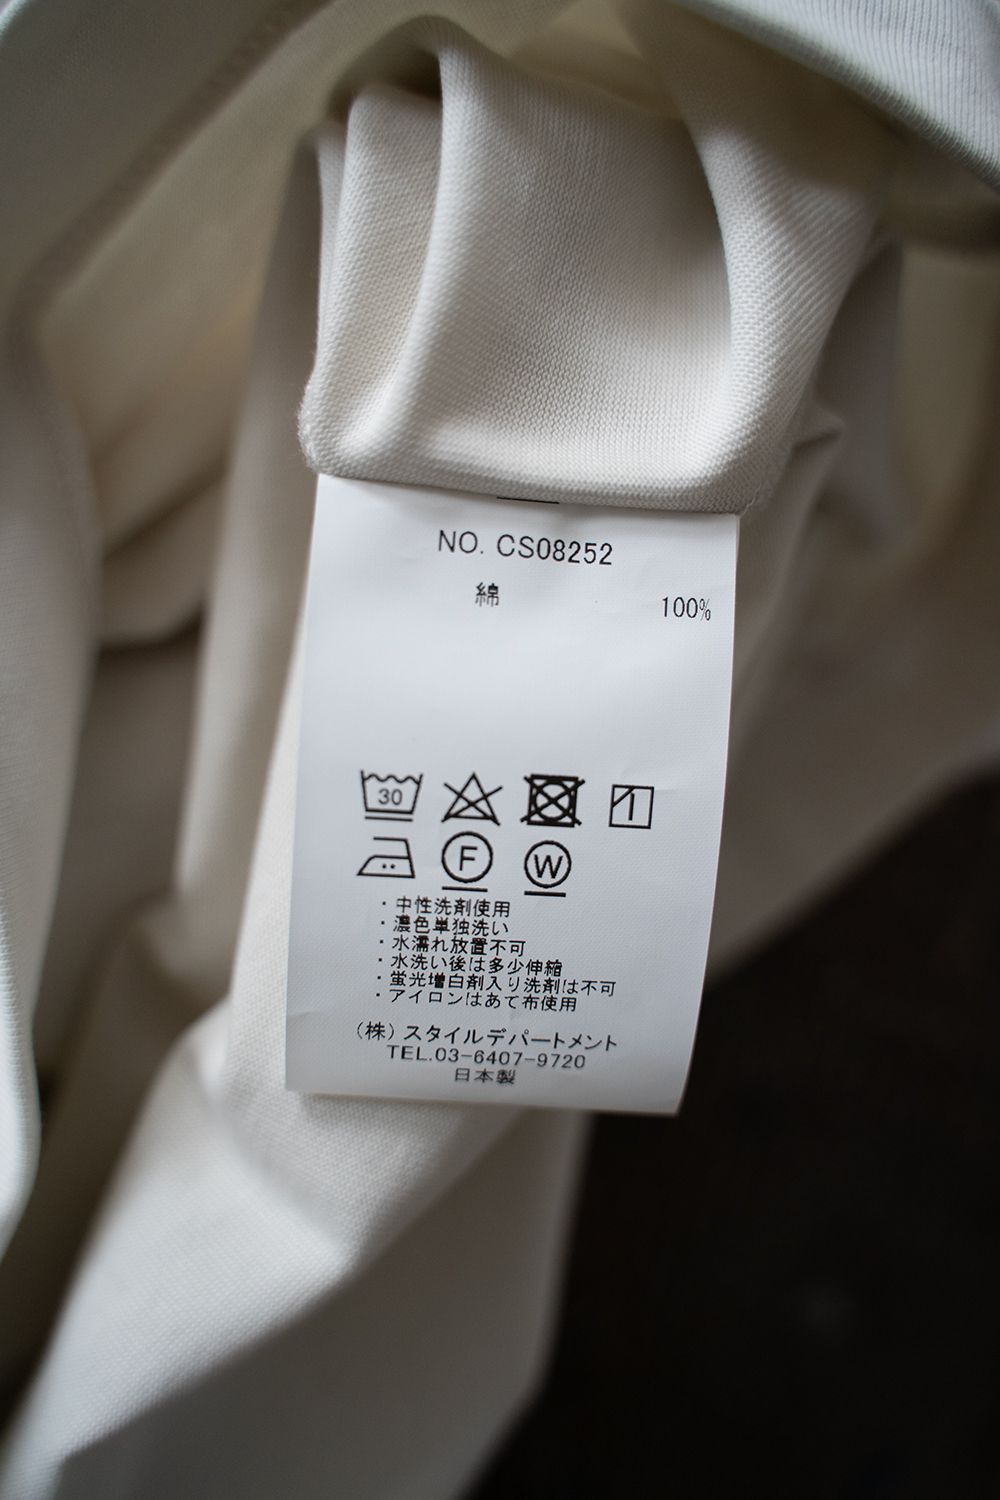 NO. CS08252
綿 100%
30
F W
・中性洗剤使用
・濃色単独洗い
・水濡れ放置不可
・水洗い後は多少伸縮
・蛍光増白剤入り洗剤は不可
・アイロンはあて布使用
(株)スタイルデパートメント
TEL.03-6407-9720
日本製